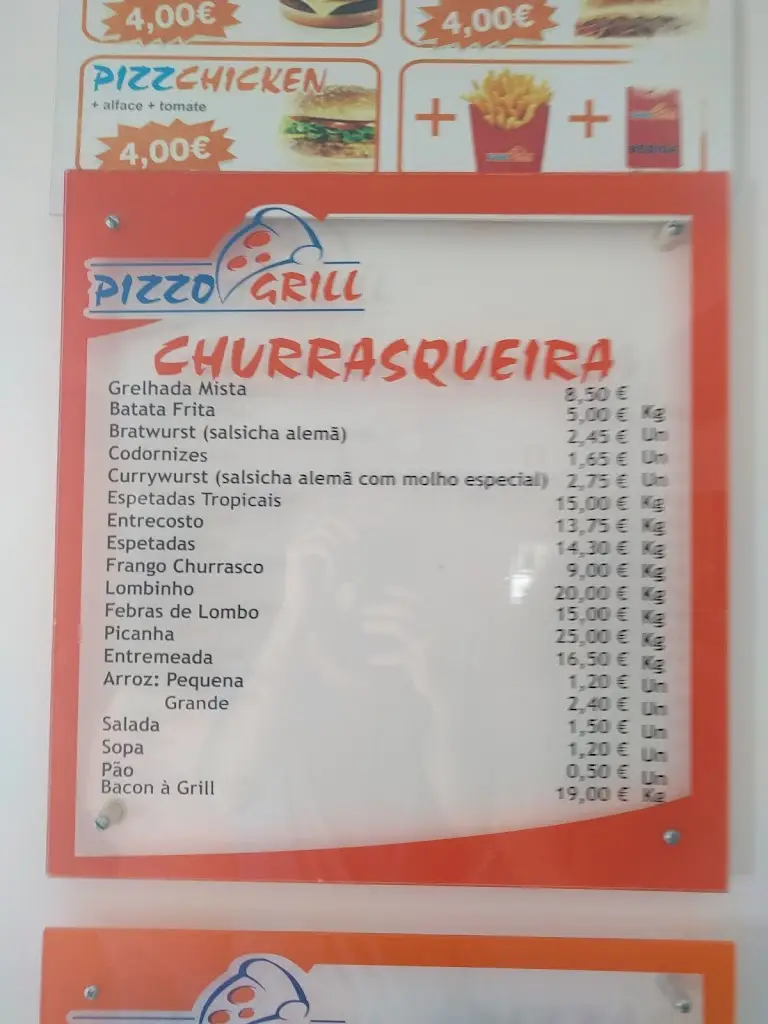 4,00€ 4,00€
PIZZCHICKEN
+ alface + tomate
4,00€ + +
PIZZO GRILL
CHURRASQUEIRA
Grelhada Mista 8,50 €
Batata Frita 5,00 € Kg
Bratwurst (salsicha alemã) 2,45 € Un
Codornizes 1,65 € Un
Currywurst (salsicha alemã com molho especial) 2,75 € Un
Espetadas Tropicais 15,00 € Kg
Entrecosto 13,75 € Kg
Espetadas 14,30 € Kg
Frango Churrasco 9,00 € Kg
Lombinho 20,00 € Kg
Febras de Lombo 15,00 € Kg
Picanha 25,00 € Kg
Entremeada 16,50 € Kg
Arroz: Pequena 1,20 € Un
Grande 2,40 € Un
Salada 1,50 € Un
Sopa 1,20 € Un
Pão 0,50 € Un
Bacon à Grill 19,00 € Kg